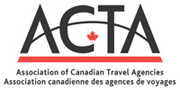 ACTA
Association of Canadian Travel Agencies
Association canadienne des agences de voyages